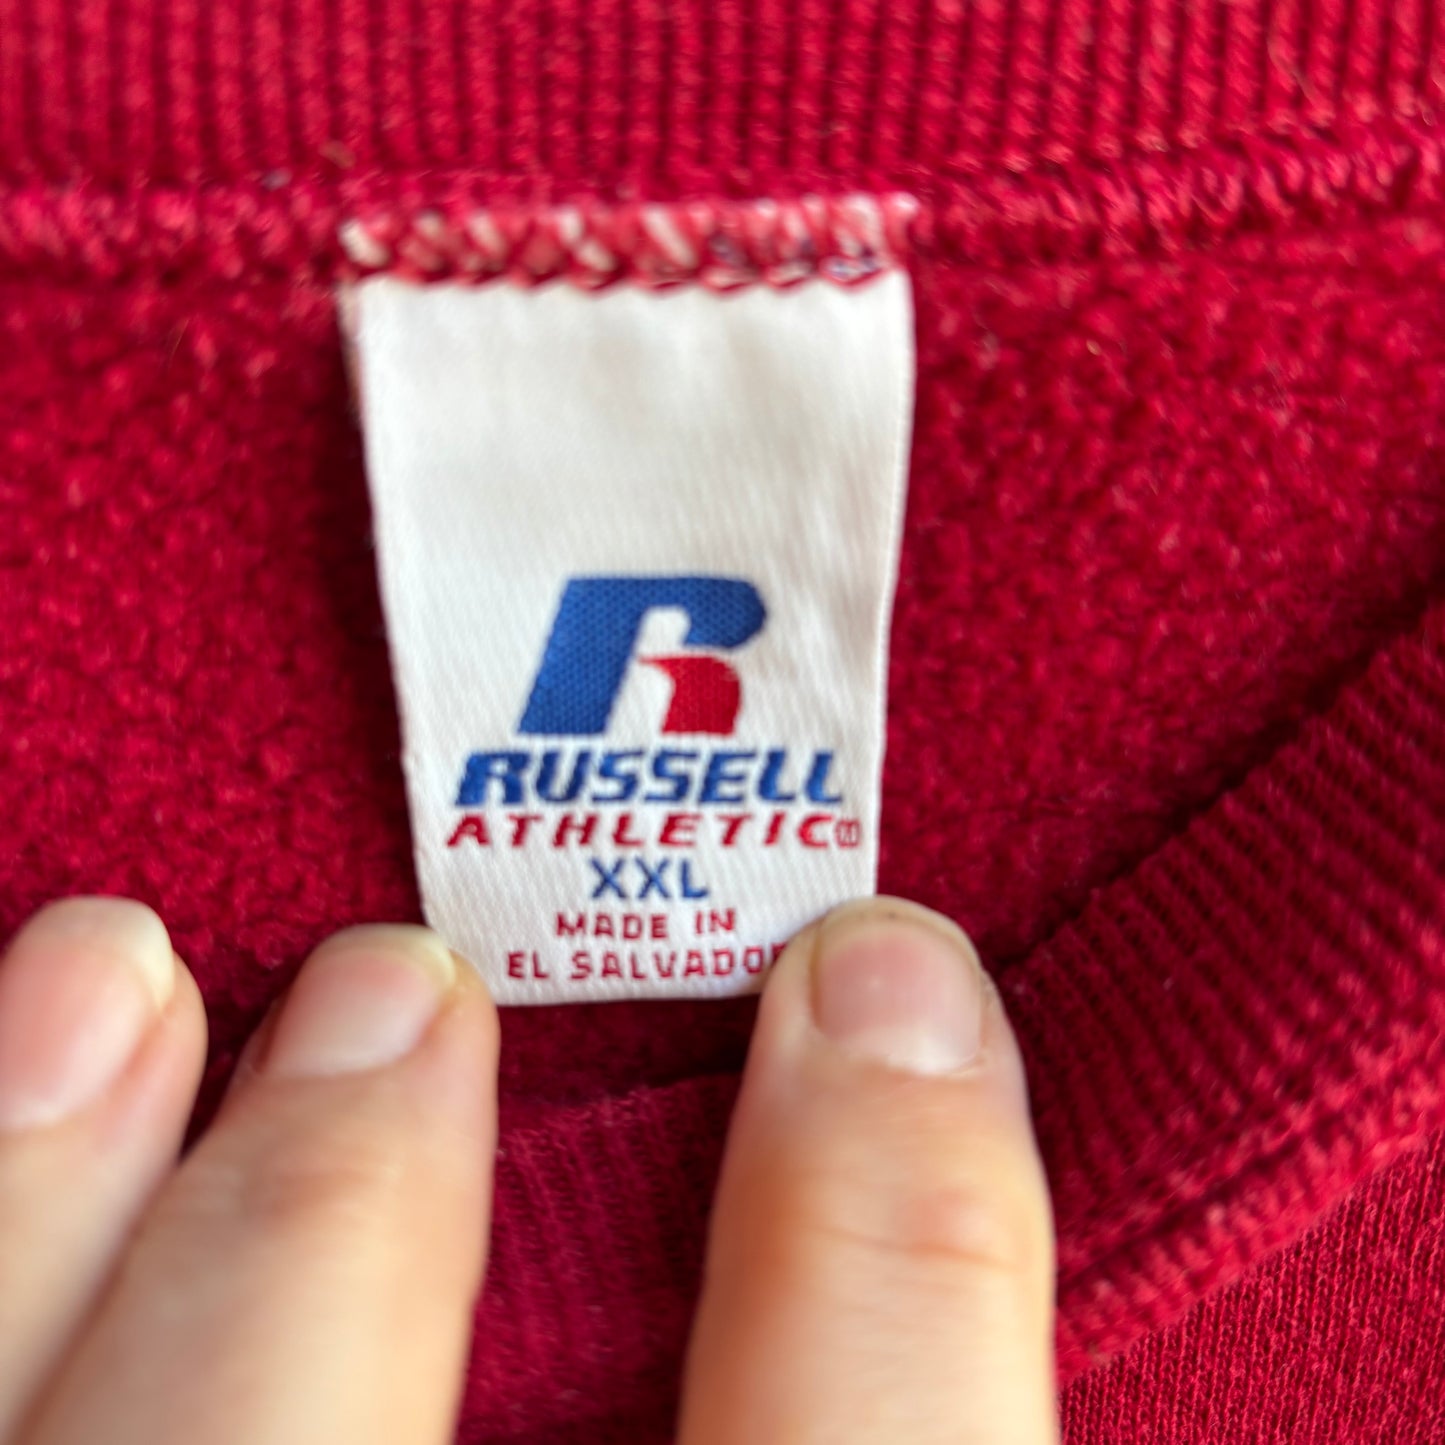 R
RUSSELL
ATHLETIC®
XXL
MADE IN
EL SALVADOR